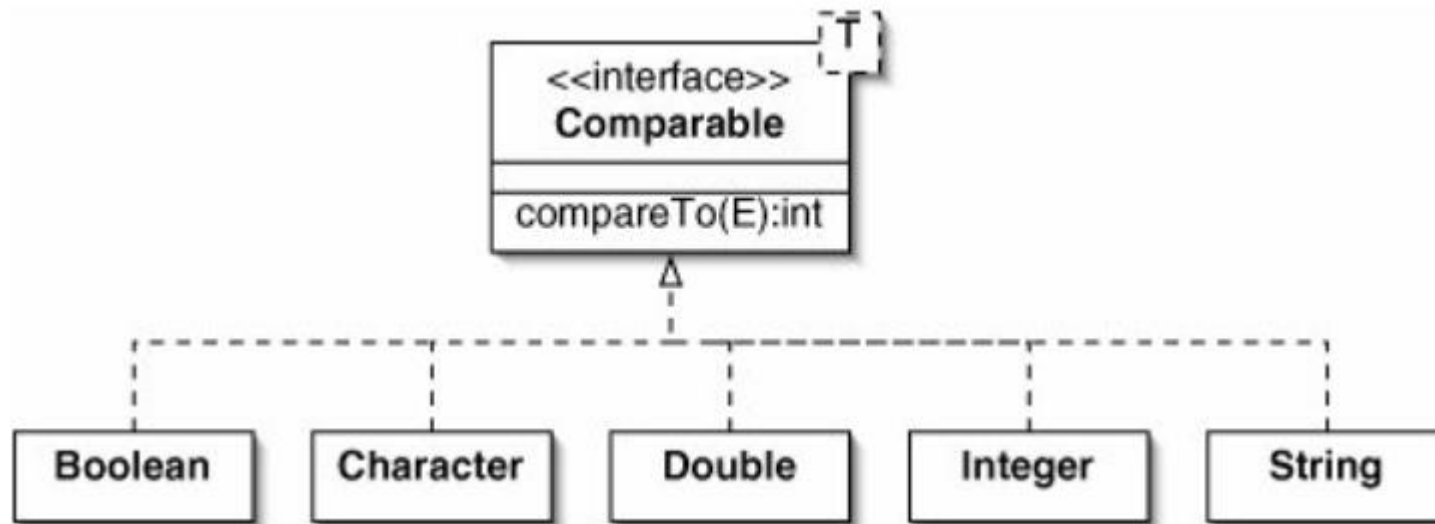 T
<<interface>>
Comparable
compareTo(E):int
Boolean
Character
Double
Integer
String